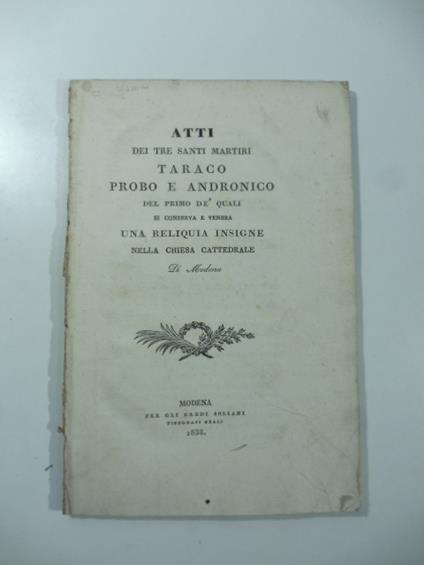 ATTI
DEI TRE SANTI MARTIRI
TARACO
PROBO E ANDRONICO
DEL PRIMO DE' QUALI
SI CONSERVA E VENERA
UNA RELIQUIA INSIGNE
NELLA CHIESA CATTEDRALE
Di Modena
MODENA
PER GLI EREDI SOLIANI
TIPOGRAFI REALI
1838.